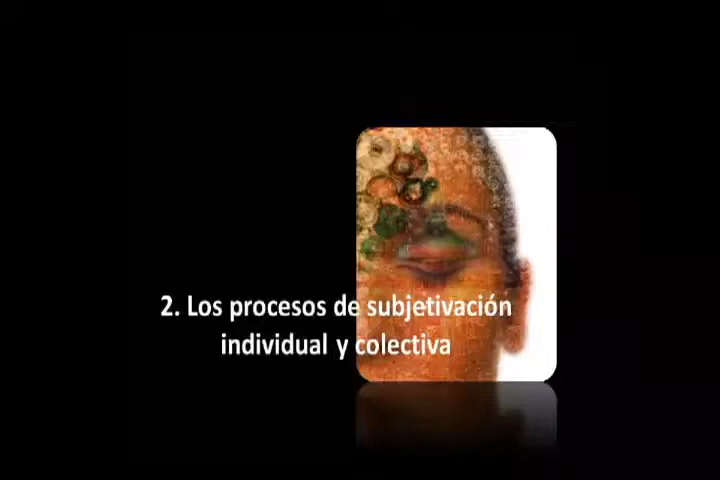 2. Los procesos de subjetivación
individual y colectiva